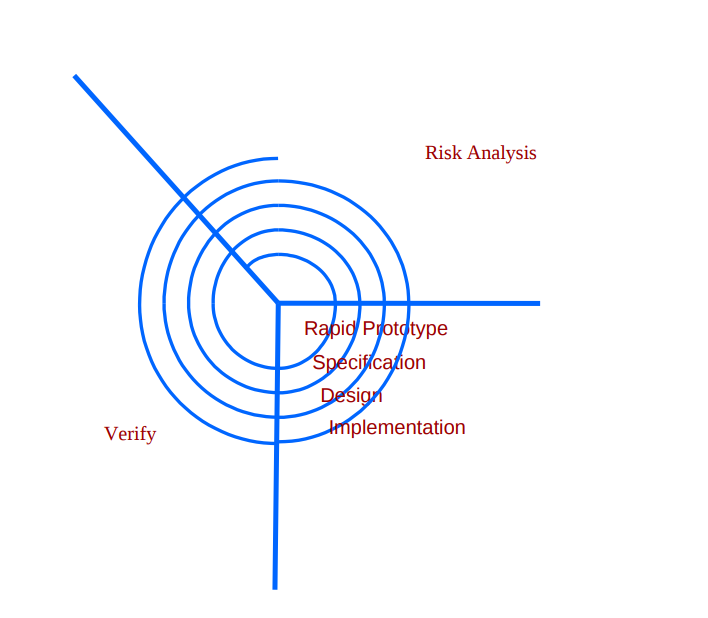 Risk Analysis
Rapid Prototype
Specification
Design
Implementation
Verify